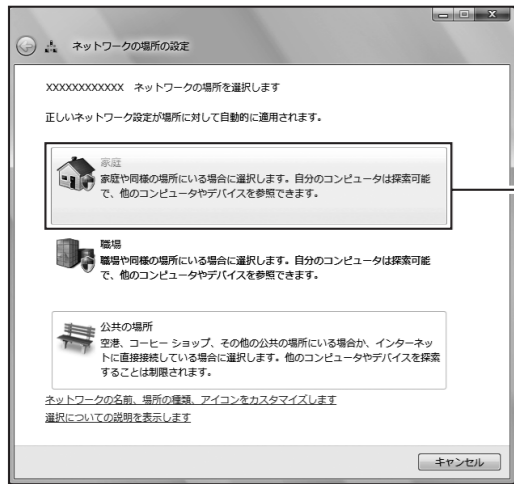 ネットワークの場所の設定
XXXXXXXXXXXX ネットワークの場所を選択します
正しいネットワーク設定が場所に対して自動的に適用されます。
家庭
家庭や同様の場所にいる場合に選択します。自分のコンピュータは探索可能
で、他のコンピュータやデバイスを参照できます。
職場
職場や同様の場所にいる場合に選択します。自分のコンピュータは探索可能
で、他のコンピュータやデバイスを参照できます。
公共の場所
空港、コーヒー ショップ、その他の公共の場所にいる場合か、インターネッ
トに直接接続している場合に選択します。他のコンピュータやデバイスを探索
することは制限されます。
ネットワークの名前、場所の種類、アイコンをカスタマイズします
選択についての説明を表示します
キャンセル